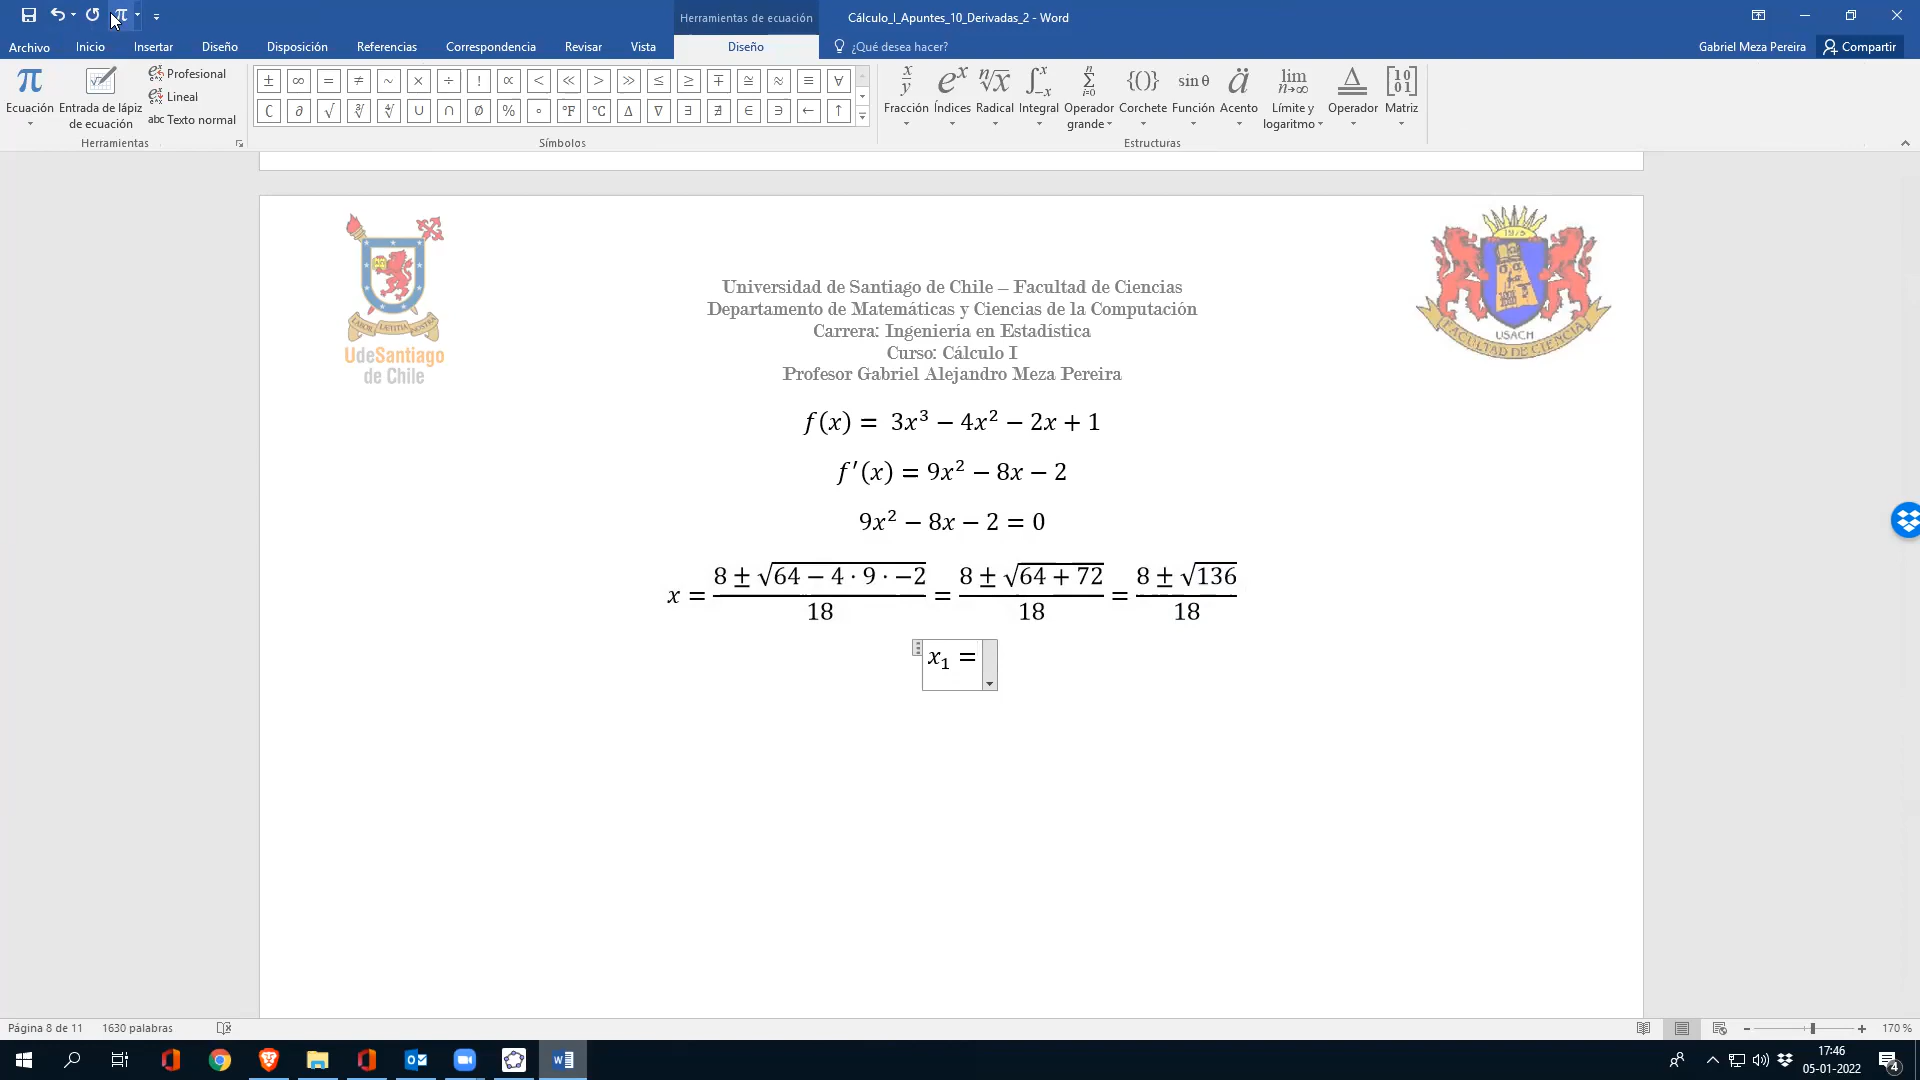 Herramientas de ecuación
Cálculo_I_Apuntes_10_Derivadas_2 - Word
Archivo Inicio Insertar Diseño Disposición Referencias Correspondencia Revisar Vista Diseño ¿Qué desea hacer? Gabriel Meza Pereira Compartir
π Ecuación
Entrada de lápiz de ecuación
Profesional
Lineal
abc Texto normal
Herramientas
± ∞ = ≠ ~ × ÷ ! ∝ < ≪ > ≫ ≤ ≥ ∓ ≅ ≈ ≡ ∀
∁ ∂ √ ∛ ∜ ∪ ∩ ∅ % ° °F °C ∆ ∇ ∃ ∄ ∈ ∋ ← ↑
Símbolos
Fracción Índices Radical Integral Operador grande Corchete Función Acento Límite y logaritmo Operador Matriz
Estructuras
UdeSantiago
de Chile
USACH
FACULTAD DE CIENCIA
Universidad de Santiago de Chile – Facultad de Ciencias
Departamento de Matemáticas y Ciencias de la Computación
Carrera: Ingeniería en Estadística
Curso: Cálculo I
Profesor Gabriel Alejandro Meza Pereira
f(x) = 3x³ − 4x² − 2x + 1
f′(x) = 9x² − 8x − 2
9x² − 8x − 2 = 0
x = (8 ± √(64 − 4 · 9 · −2))/18 = (8 ± √(64 + 72))/18 = (8 ± √136)/18
x₁ =
Página 8 de 11 1630 palabras 170 %
17:46
05-01-2022
4